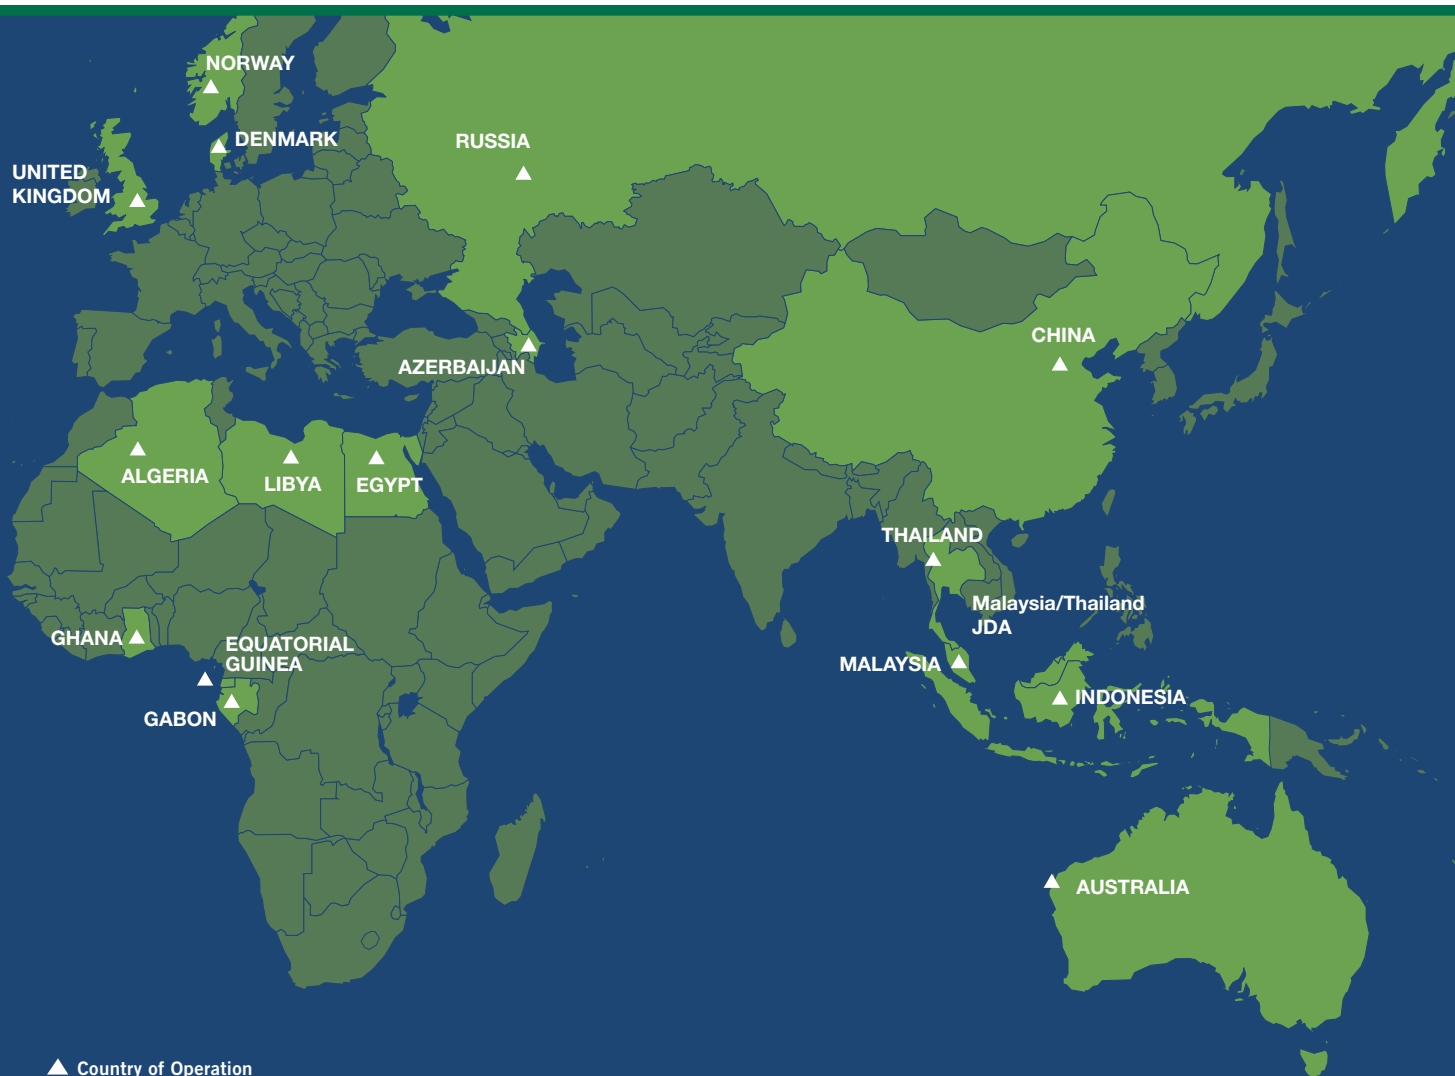 NORWAY
DENMARK
RUSSIA
UNITED
KINGDOM
CHINA
AZERBAIJAN
ALGERIA
LIBYA
EGYPT
THAILAND
Malaysia/Thailand
JDA
GHANA
EQUATORIAL
GUINEA
MALAYSIA
INDONESIA
GABON
AUSTRALIA
Country of Operation